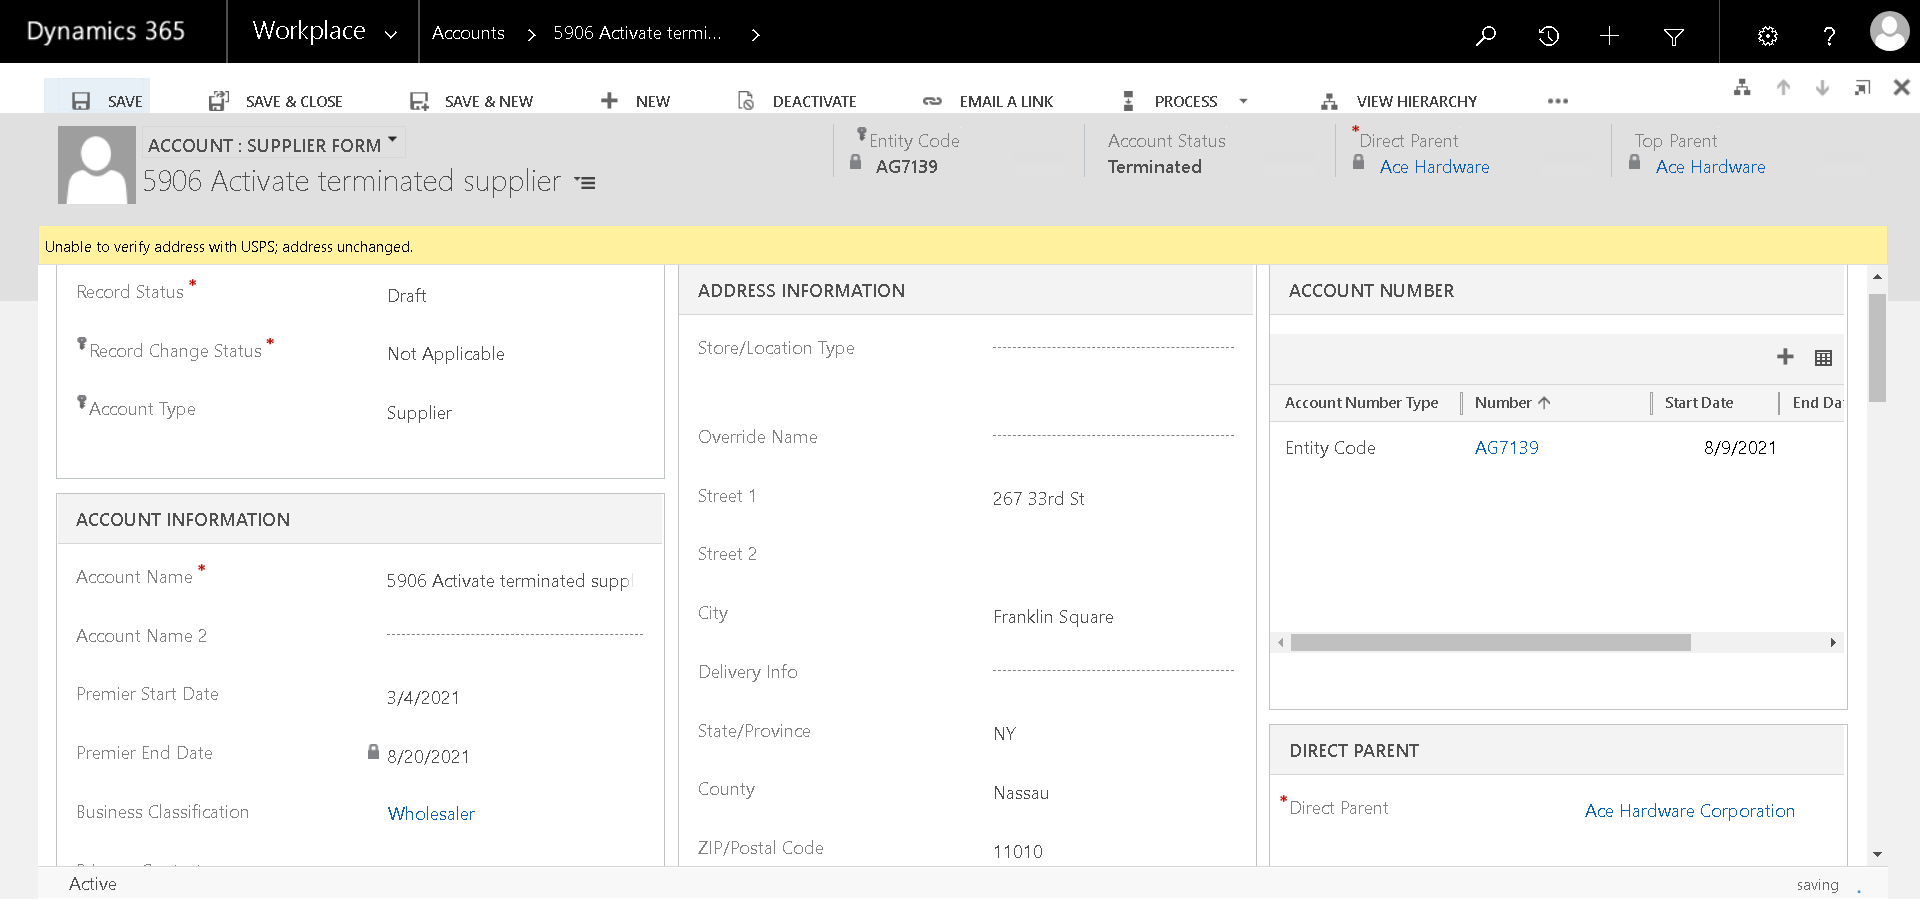 Dynamics 365
Workplace
Accounts
5906 Activate termi...
SAVE
SAVE & CLOSE
SAVE & NEW
NEW
DEACTIVATE
EMAIL A LINK
PROCESS
VIEW HIERARCHY
ACCOUNT : SUPPLIER FORM
5906 Activate terminated supplier
Entity Code
AG7139
Account Status
Terminated
*Direct Parent
Ace Hardware
Top Parent
Ace Hardware
Unable to verify address with USPS; address unchanged.
Record Status *
Draft
Record Change Status *
Not Applicable
Account Type
Supplier
ACCOUNT INFORMATION
Account Name *
5906 Activate terminated suppl
Account Name 2
Premier Start Date
3/4/2021
Premier End Date
8/20/2021
Business Classification
Wholesaler
ADDRESS INFORMATION
Store/Location Type
Override Name
Street 1
267 33rd St
Street 2
City
Franklin Square
Delivery Info
State/Province
NY
County
Nassau
ZIP/Postal Code
11010
ACCOUNT NUMBER
Account Number Type
Number
Start Date
End Da
Entity Code
AG7139
8/9/2021
DIRECT PARENT
*Direct Parent
Ace Hardware Corporation
Active
saving